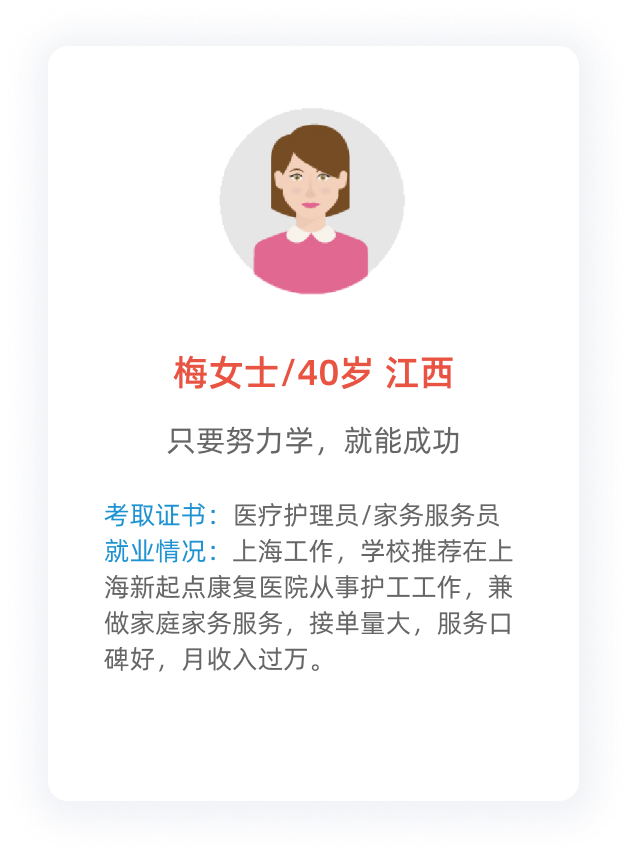 梅女士/40岁 江西
只要努力学，就能成功
考取证书：医疗护理员/家务服务员
就业情况：上海工作，学校推荐在上
海新起点康复医院从事护工工作，兼
做家庭家务服务，接单量大，服务口
碑好，月收入过万。